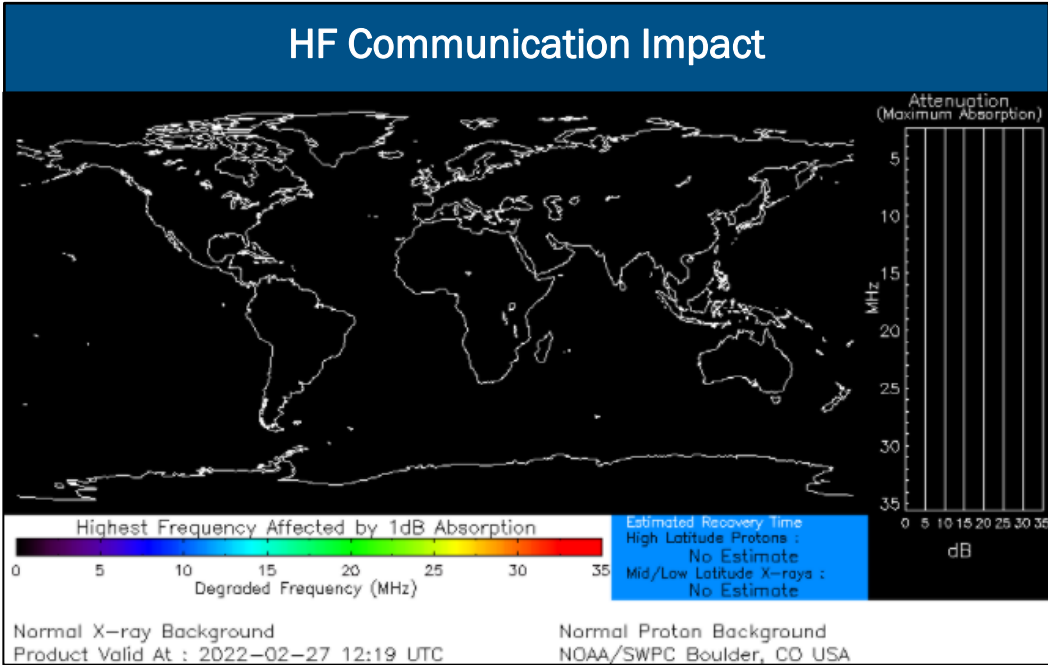 HF Communication Impact
Attenuation
(Maximum Absorption)
5
10
15
20
25
30
35
MHz
0 5 10 15 20 25 30 35
dB
Highest Frequency Affected by 1dB Absorption
0 5 10 15 20 25 30 35
Degraded Frequency (MHz)
Estimated Recovery Time
High Latitude Protons :
No Estimate
Mid/Low Latitude X-rays :
No Estimate
Normal X-ray Background
Product Valid At : 2022-02-27 12:19 UTC
Normal Proton Background
NOAA/SWPC Boulder, CO USA